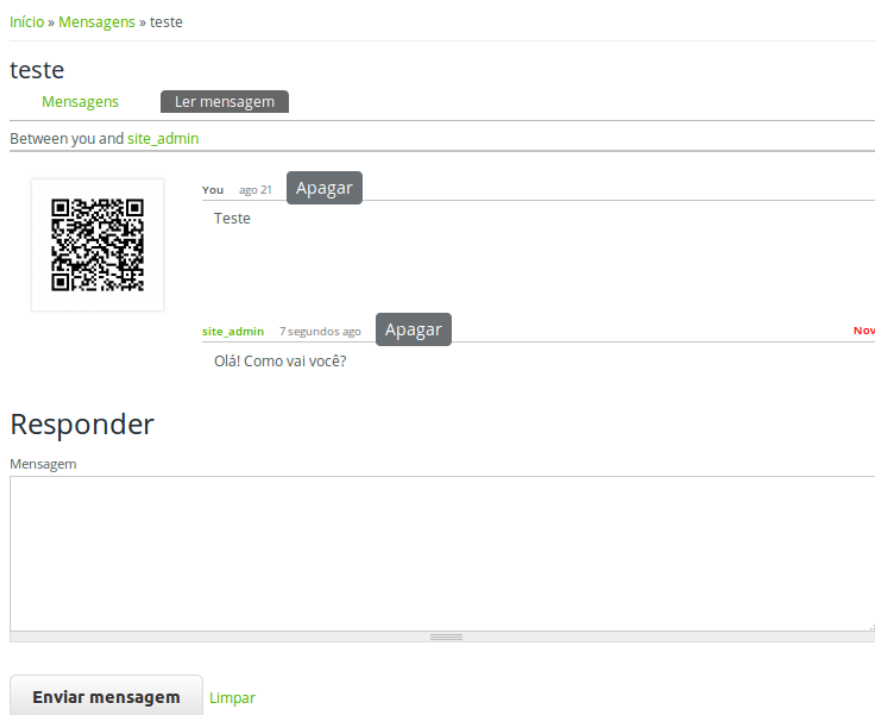 Início » Mensagens » teste
teste
Mensagens Ler mensagem
Between you and site_admin
You ago 21 Apagar
Teste
site_admin 7 segundos ago Apagar Nov
Olá! Como vai você?
Responder
Mensagem
Enviar mensagem Limpar